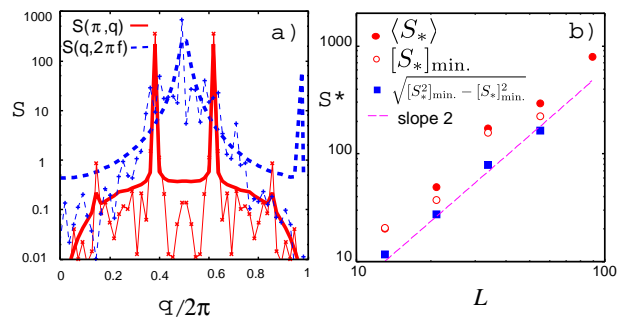 S(π,q)
S(q,2πf)
a)
S
100
10
1
0.1
0.01
0
0.2
0.4
0.6
0.8
1
q/2π
b)
⟨S*⟩
[S*]min.
√[S*²]min. − [S*]²min.
slope 2
S*
1000
100
10
10
100
L